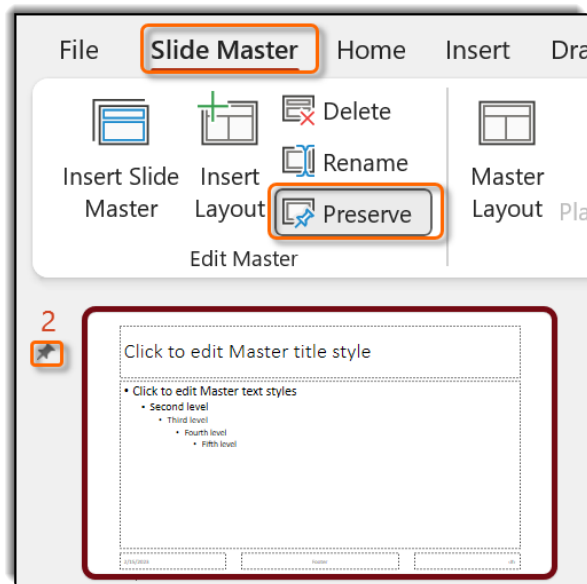 File Slide Master Home Insert Dra
Delete
Rename
Insert Slide Insert Master
Master Layout Preserve Layout Pla
Edit Master
2
Click to edit Master title style
• Click to edit Master text styles
• Second level
• Third level
• Fourth level
• Fifth level
Footer